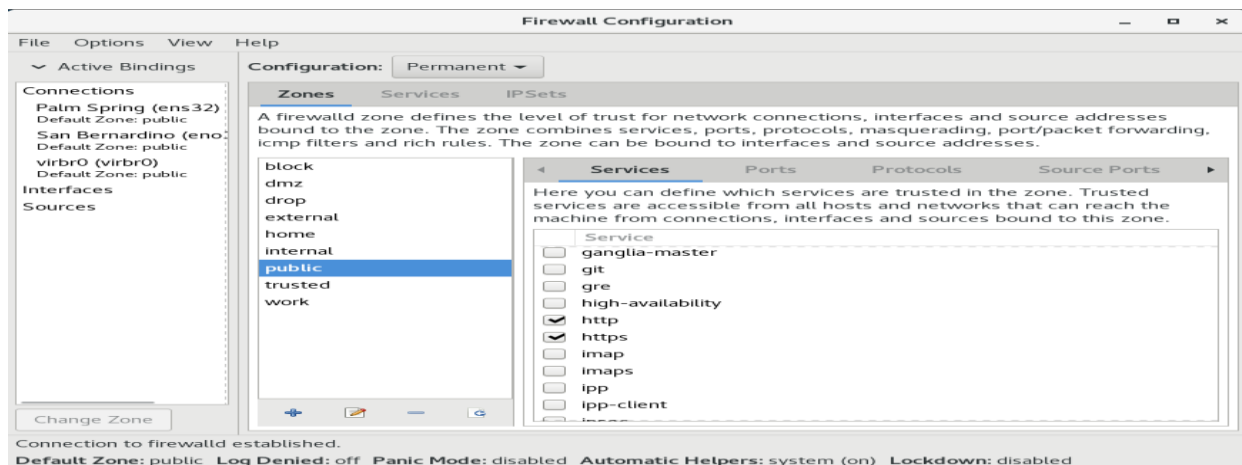 Firewall Configuration
File Options View Help
Active Bindings
Configuration: Permanent
Connections
Palm Spring (ens32)
Default Zone: public
San Bernardino (eno
Default Zone: public
virbr0 (virbr0)
Default Zone: public
Interfaces
Sources
Change Zone
Zones Services IPSets
A firewalld zone defines the level of trust for network connections, interfaces and source addresses
bound to the zone. The zone combines services, ports, protocols, masquerading, port/packet forwarding,
icmp filters and rich rules. The zone can be bound to interfaces and source addresses.
block
dmz
drop
external
home
internal
public
trusted
work
Services Ports Protocols Source Ports
Here you can define which services are trusted in the zone. Trusted
services are accessible from all hosts and networks that can reach the
machine from connections, interfaces and sources bound to this zone.
Service
ganglia-master
git
gre
high-availability
http
https
imap
imaps
ipp
ipp-client
Connection to firewalld established.
Default Zone: public Log Denied: off Panic Mode: disabled Automatic Helpers: system (on) Lockdown: disabled